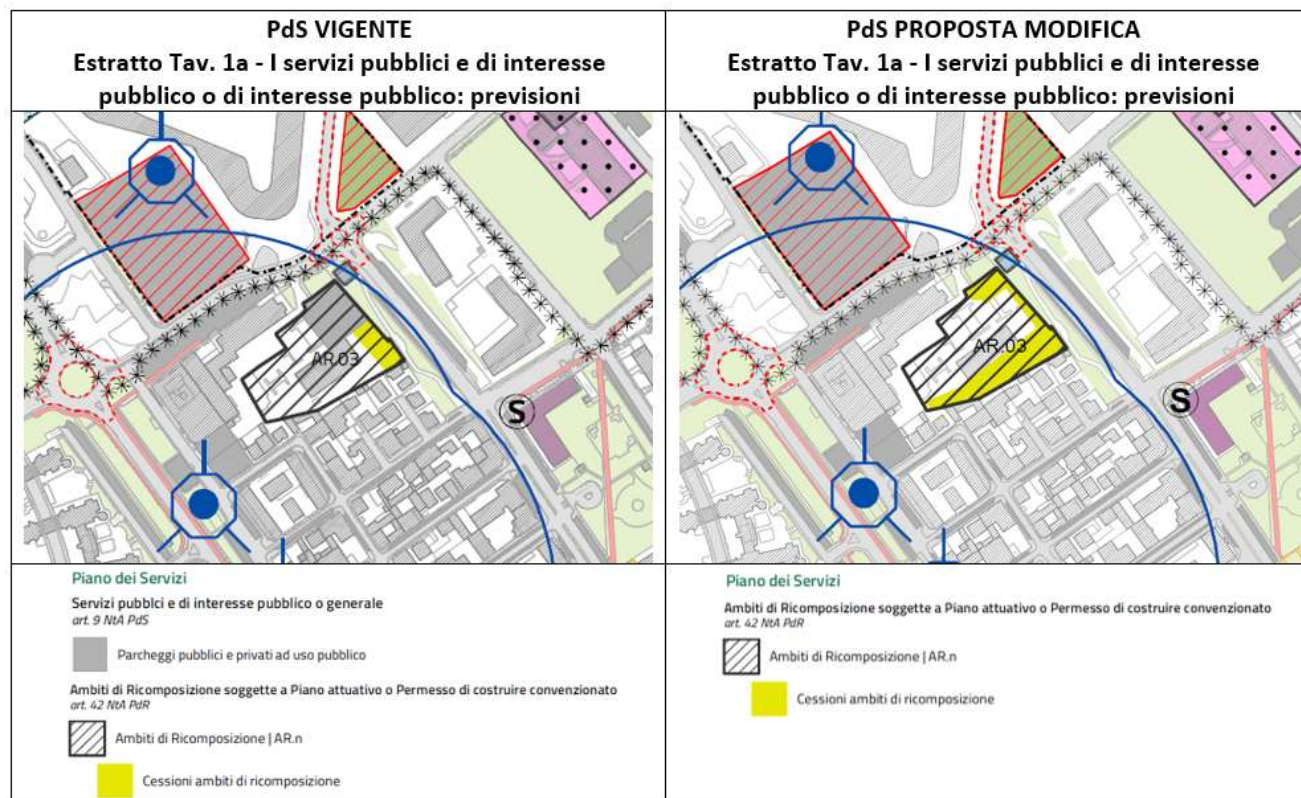 PdS VIGENTE
Estratto Tav. 1a - I servizi pubblici e di interesse
pubblico o di interesse pubblico: previsioni
PdS PROPOSTA MODIFICA
Estratto Tav. 1a - I servizi pubblici e di interesse
pubblico o di interesse pubblico: previsioni
AR.03
S
AR.03
S
Piano dei Servizi
Servizi pubblci e di interesse pubblico o generale
art. 9 NtA PdS
Parcheggi pubblici e privati ad uso pubblico
Ambiti di Ricomposizione soggette a Piano attuativo o Permesso di costruire convenzionato
art. 42 NtA PdR
Ambiti di Ricomposizione | AR.n
Cessioni ambiti di ricomposizione
Piano dei Servizi
Ambiti di Ricomposizione soggette a Piano attuativo o Permesso di costruire convenzionato
art. 42 NtA PdR
Ambiti di Ricomposizione | AR.n
Cessioni ambiti di ricomposizione